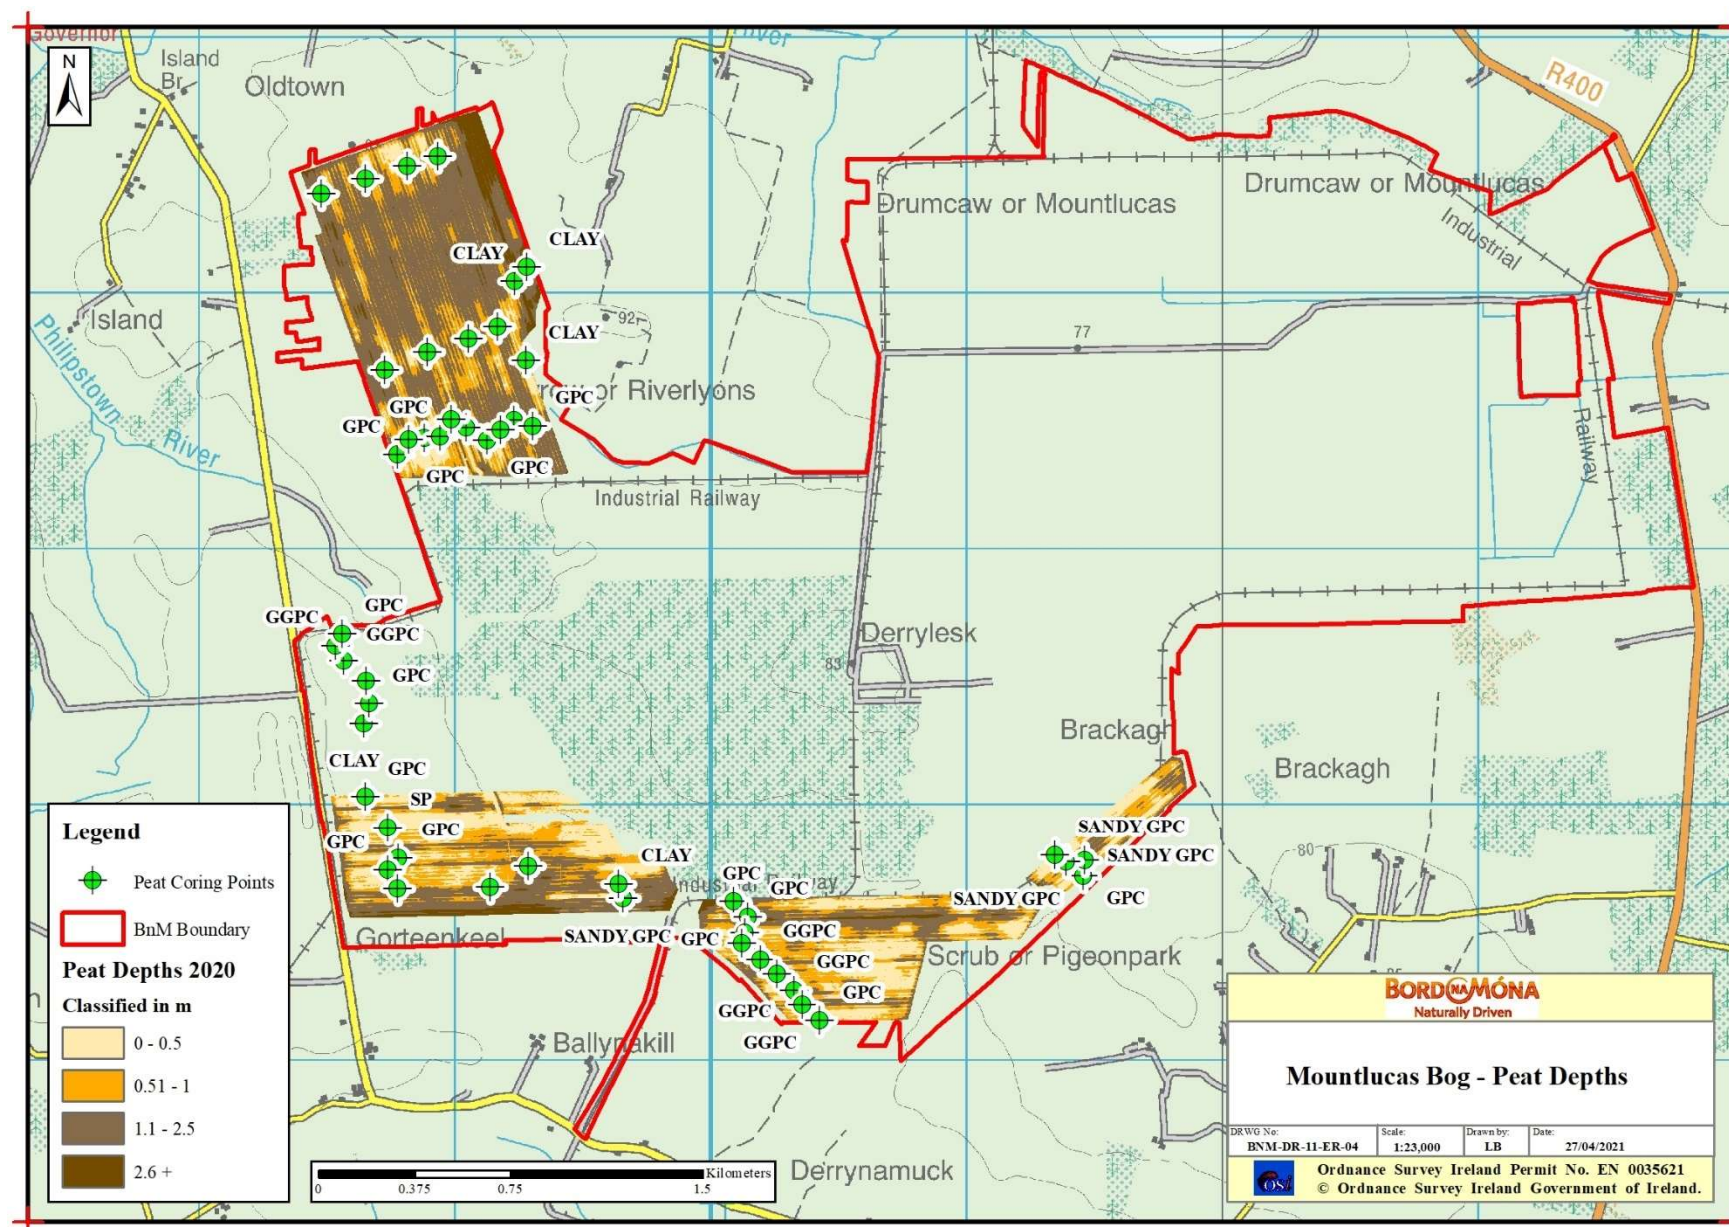 Governor
River
Island
Br
Oldtown
N
R400
Drumcaw or Mountlucas
Drumcaw or Mountlucas
Industrial
CLAY
CLAY
Island
92
CLAY
77
Philipstown
River
or Riverlyons
GPC
GPC
GPC
GPC
GPC
Railway
Industrial Railway
GPC
GGPC
GGPC
GPC
Derrylesk
83
Brackagh
Brackagh
CLAY
GPC
SP
GPC
GPC
CLAY
SANDY GPC
SANDY GPC
80
GPC
GPC
SANDY GPC
GPC
Gorteenkeel
SANDY GPC
GPC
GGPC
GGPC
Scrub or Pigeonpark
GPC
GGPC
GGPC
Ballynakill
Derrynamuck
Legend
Peat Coring Points
BnM Boundary
Peat Depths 2020
Classified in m
0 - 0.5
0.51 - 1
1.1 - 2.5
2.6 +
Kilometers
0 0.375 0.75 1.5
BORD NA MÓNA
Naturally Driven
Mountlucas Bog - Peat Depths
DRWG No: Scale: Drawn by: Date:
BNM-DR-11-ER-04 1:23,000 LB 27/04/2021
OSi
Ordnance Survey Ireland Permit No. EN 0035621
© Ordnance Survey Ireland Government of Ireland.